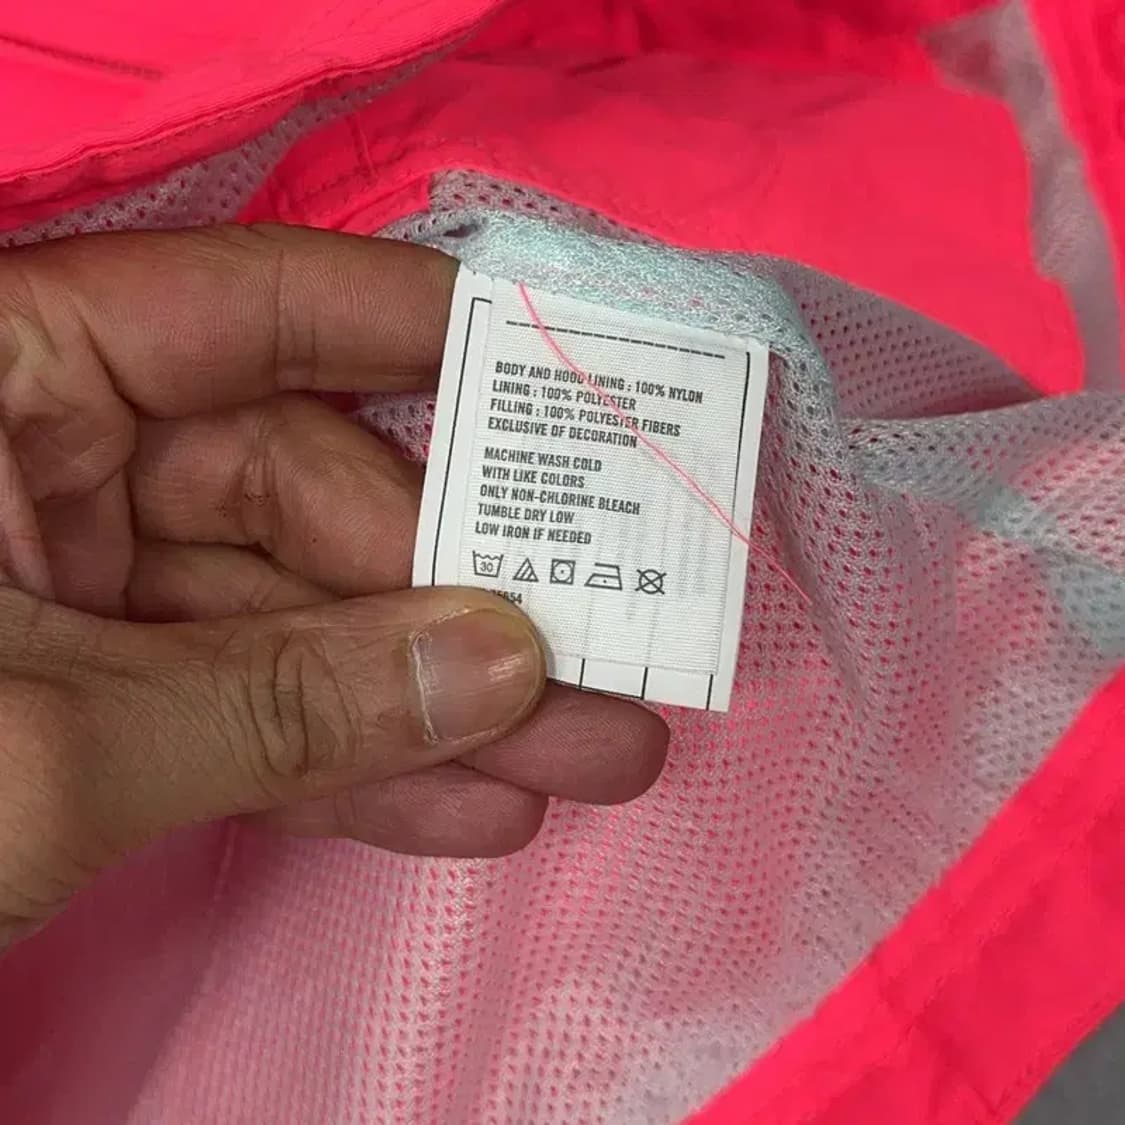 BODY AND HOOD LINING : 100% NYLON
LINING : 100% POLYESTER
FILLING : 100% POLYESTER FIBERS
EXCLUSIVE OF DECORATION
MACHINE WASH COLD
WITH LIKE COLORS
ONLY NON-CHLORINE BLEACH
TUMBLE DRY LOW
LOW IRON IF NEEDED
30